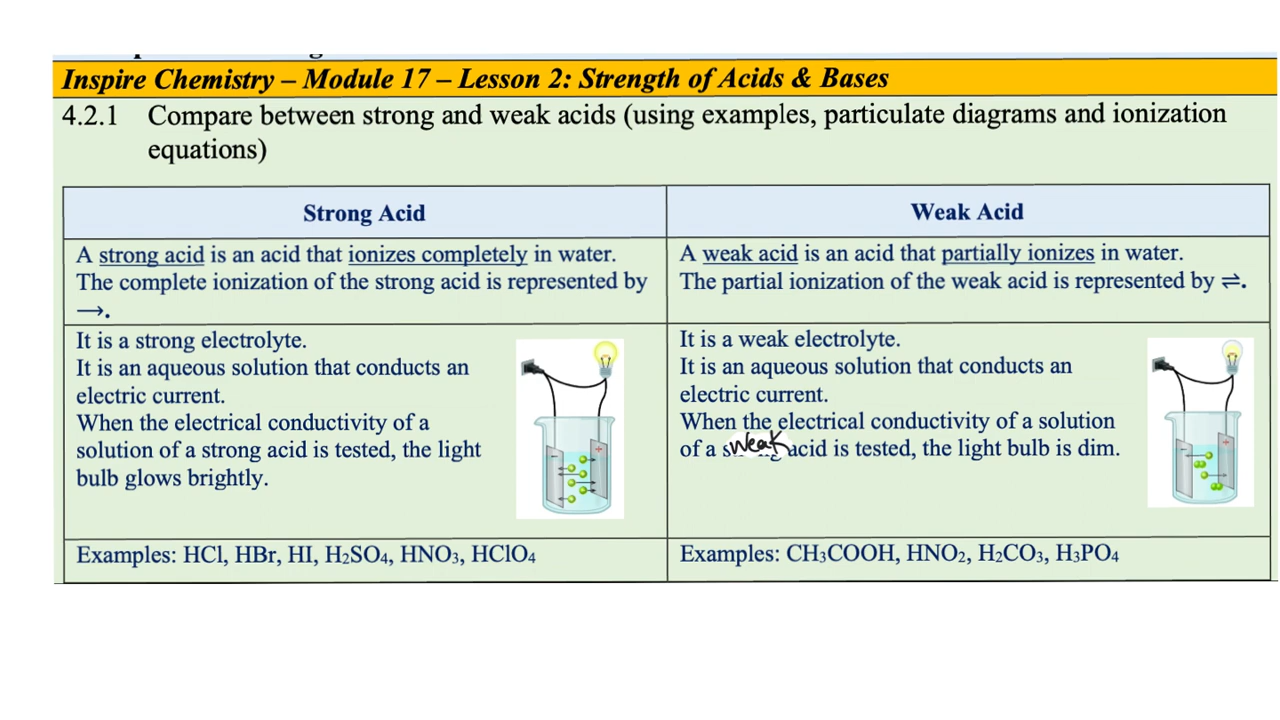 Inspire Chemistry – Module 17 – Lesson 2: Strength of Acids & Bases
4.2.1 Compare between strong and weak acids (using examples, particulate diagrams and ionization
equations)
Strong Acid
Weak Acid
A strong acid is an acid that ionizes completely in water.
The complete ionization of the strong acid is represented by
→.
A weak acid is an acid that partially ionizes in water.
The partial ionization of the weak acid is represented by ⇌.
It is a strong electrolyte.
It is an aqueous solution that conducts an
electric current.
When the electrical conductivity of a
solution of a strong acid is tested, the light
bulb glows brightly.
It is a weak electrolyte.
It is an aqueous solution that conducts an
electric current.
When the electrical conductivity of a solution
of a weak acid is tested, the light bulb is dim.
Examples: HCl, HBr, HI, H₂SO₄, HNO₃, HClO₄
Examples: CH₃COOH, HNO₂, H₂CO₃, H₃PO₄